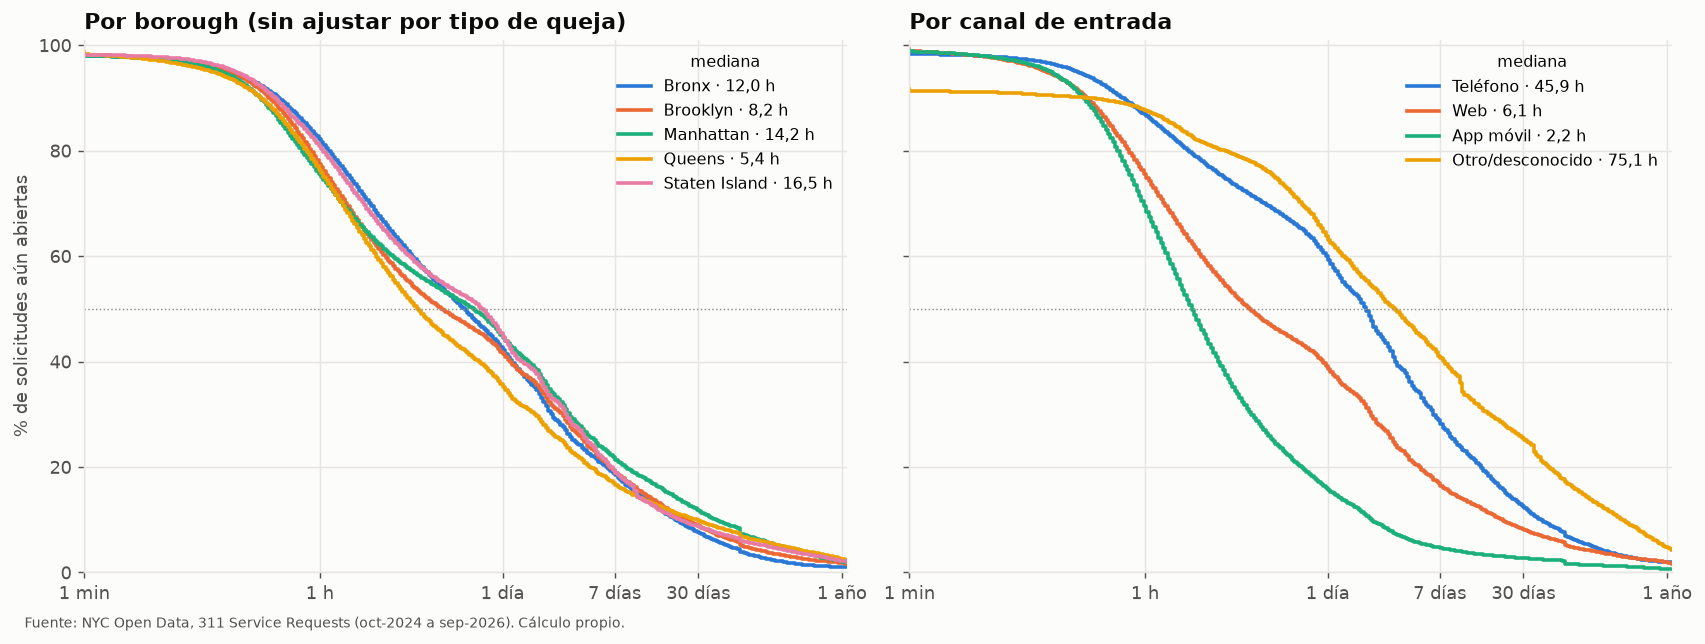 Por borough (sin ajustar por tipo de queja)
% de solicitudes aún abiertas
100
80
60
40
20
0
mediana
Bronx · 12,0 h
Brooklyn · 8,2 h
Manhattan · 14,2 h
Queens · 5,4 h
Staten Island · 16,5 h
1 min
1 h
1 día
7 días
30 días
1 año
Por canal de entrada
mediana
Teléfono · 45,9 h
Web · 6,1 h
App móvil · 2,2 h
Otro/desconocido · 75,1 h
1 min
1 h
1 día
7 días
30 días
1 año
Fuente: NYC Open Data, 311 Service Requests (oct-2024 a sep-2026). Cálculo propio.